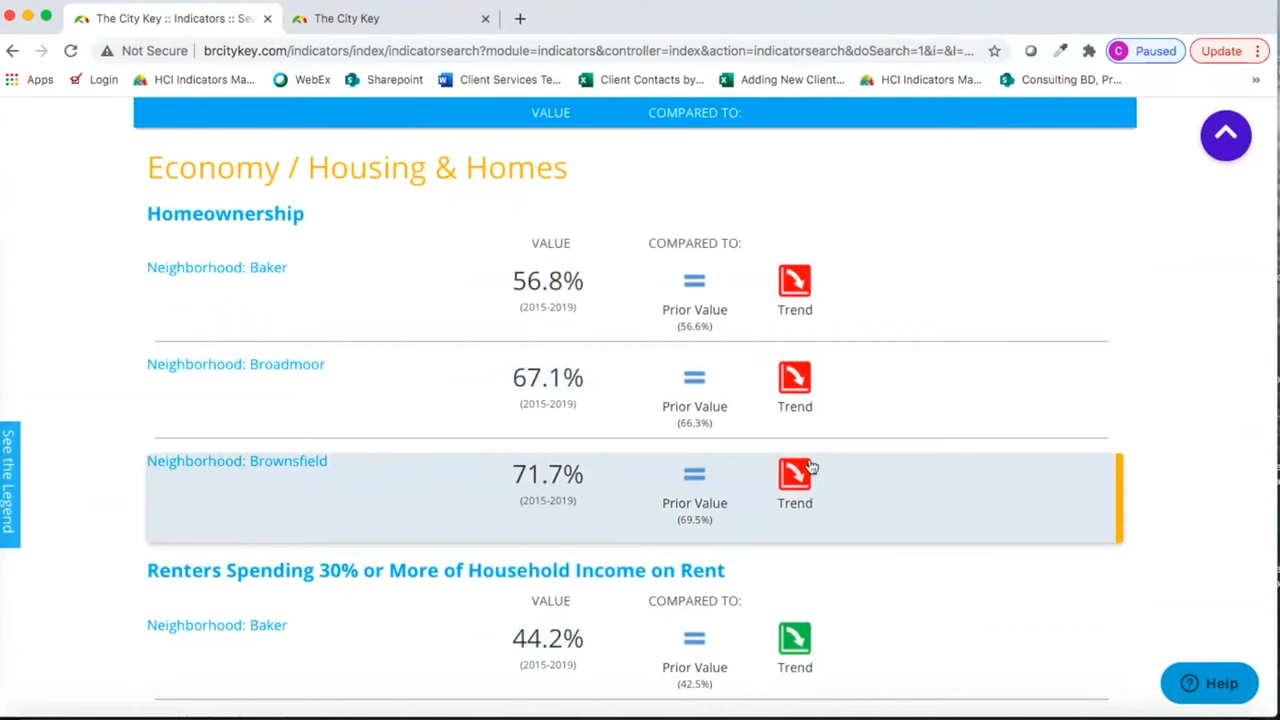 The City Key :: Indicators :: Se
The City Key
Not Secure
brcitykey.com/indicators/index/indicatorsearch?module=indicators&controller=index&action=indicatorsearch&doSearch=1&i=&l=...
C
Paused
Update
Apps
Login
HCI Indicators Ma...
WebEx
Sharepoint
Client Services Te...
Client Contacts by...
Adding New Client...
HCI Indicators Ma...
Consulting BD, Pr...
»
VALUE COMPARED TO:
Economy / Housing & Homes
Homeownership
VALUE COMPARED TO:
Neighborhood: Baker
56.8%
=
(2015-2019)
Prior Value
Trend
(56.6%)
Neighborhood: Broadmoor
67.1%
=
(2015-2019)
Prior Value
Trend
(66.3%)
Neighborhood: Brownsfield
71.7%
=
(2015-2019)
Prior Value
Trend
(69.5%)
See the Legend
Renters Spending 30% or More of Household Income on Rent
VALUE COMPARED TO:
Neighborhood: Baker
44.2%
=
(2015-2019)
Prior Value
Trend
(42.5%)
? Help